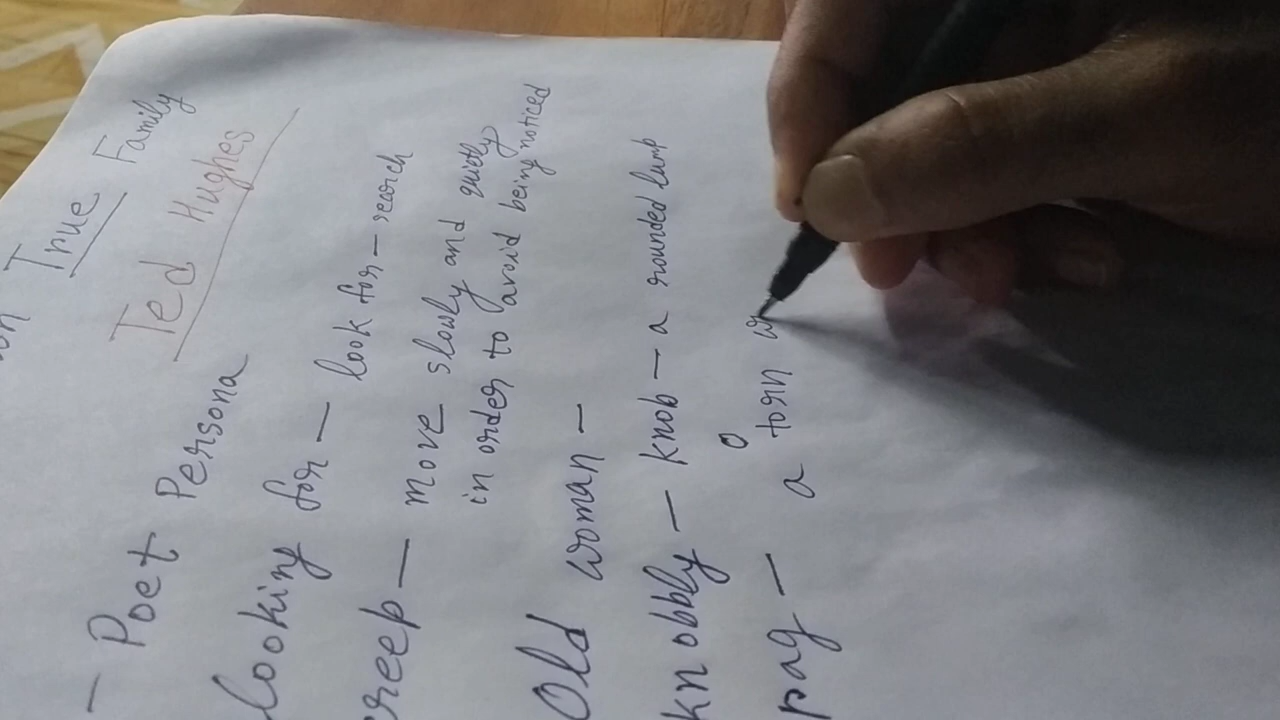 True Family
Ted Hughes
– Poet Persona
looking for – look for – search
creep – move slowly and quietly
in order to avoid being noticed
Old woman –
knobbly – knob – a rounded lump
a torn w